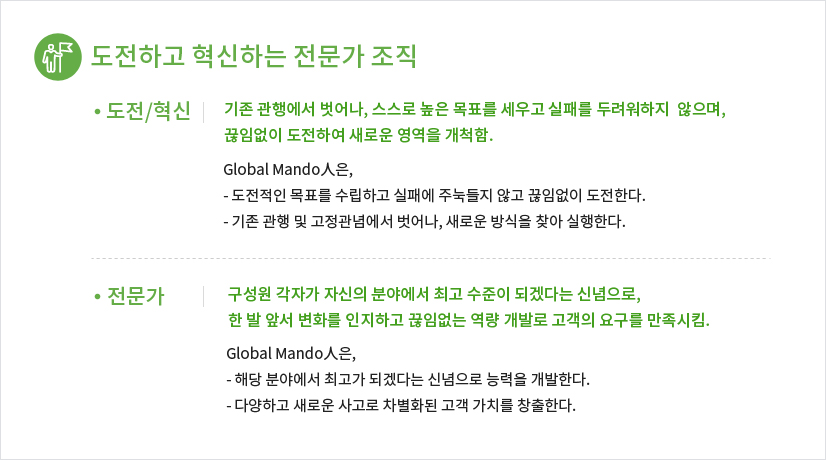 도전하고 혁신하는 전문가 조직
• 도전/혁신
기존 관행에서 벗어나, 스스로 높은 목표를 세우고 실패를 두려워하지 않으며,
끊임없이 도전하여 새로운 영역을 개척함.
Global Mando人은,
- 도전적인 목표를 수립하고 실패에 주눅들지 않고 끊임없이 도전한다.
- 기존 관행 및 고정관념에서 벗어나, 새로운 방식을 찾아 실행한다.
• 전문가
구성원 각자가 자신의 분야에서 최고 수준이 되겠다는 신념으로,
한 발 앞서 변화를 인지하고 끊임없는 역량 개발로 고객의 요구를 만족시킴.
Global Mando人은,
- 해당 분야에서 최고가 되겠다는 신념으로 능력을 개발한다.
- 다양하고 새로운 사고로 차별화된 고객 가치를 창출한다.